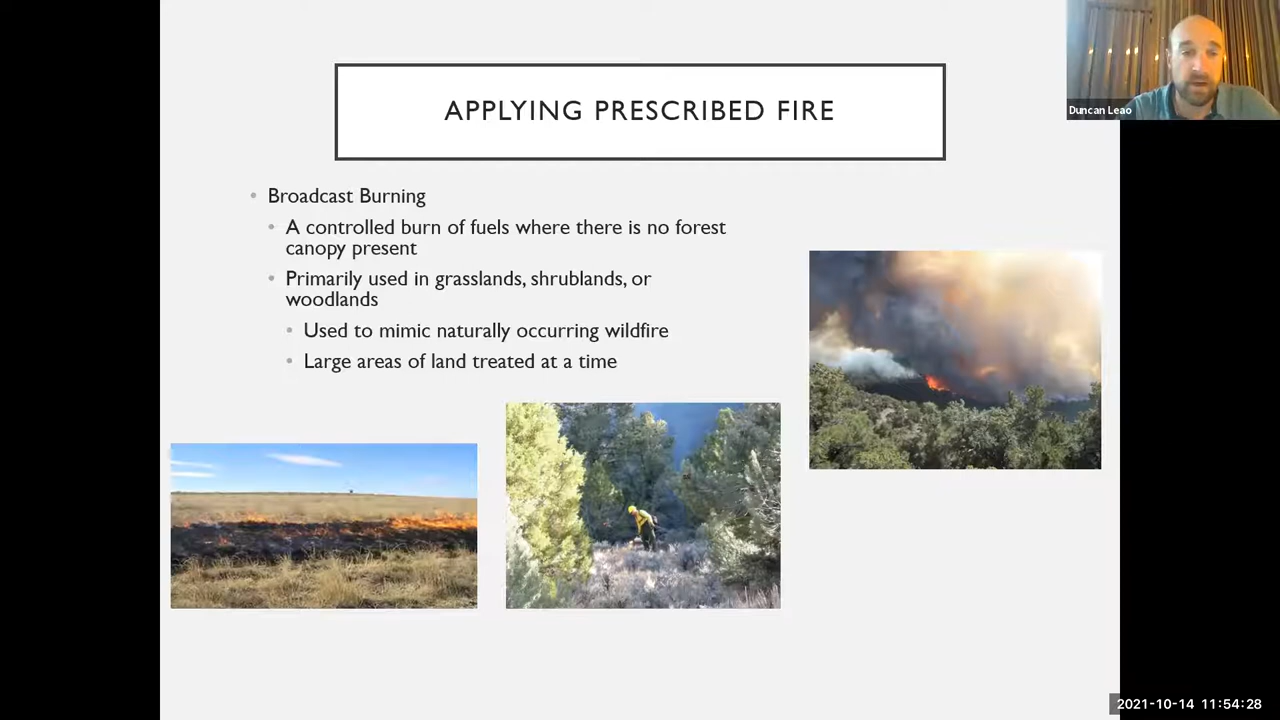 APPLYING PRESCRIBED FIRE
Duncan Leao
Broadcast Burning
A controlled burn of fuels where there is no forest
canopy present
Primarily used in grasslands, shrublands, or
woodlands
Used to mimic naturally occurring wildfire
Large areas of land treated at a time
2021-10-14 11:54:28